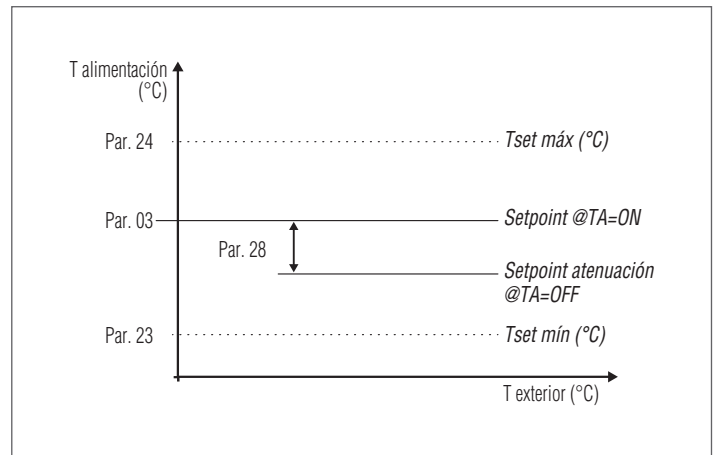 T alimentación
(°C)
Par. 24
Tset máx (°C)
Par. 03
Setpoint @TA=ON
Par. 28
Setpoint atenuación
@TA=OFF
Par. 23
Tset mín (°C)
T exterior (°C)